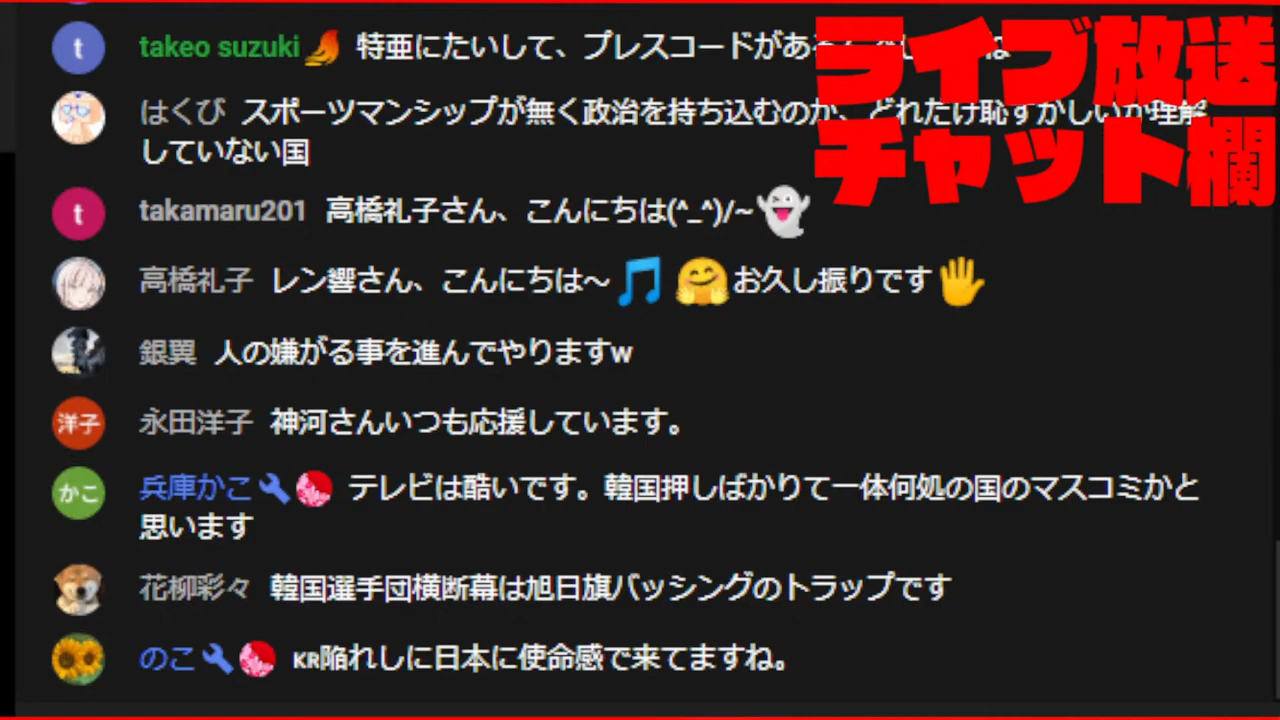 takeo suzuki 特亜にたいして、プレスコードがあ
はくび スポーツマンシップが無く政治を持ち込むのか、どれだけ恥ずかしいか理解
していない国
takamaru201 高橋礼子さん、こんにちは(^_^)/~👻
高橋礼子 レン響さん、こんにちは～🎵🤗お久し振りです🖐
銀翼 人の嫌がる事を進んでやりますw
永田洋子 神河さんいつも応援しています。
兵庫かこ テレビは酷いです。韓国押しばかりて一体何処の国のマスコミかと
思います
花柳彩々 韓国選手団横断幕は旭日旗バッシングのトラップです
のこ KR陥れしに日本に使命感で来てますね。
ライブ放送
チャット欄
t
t
洋子
かこ